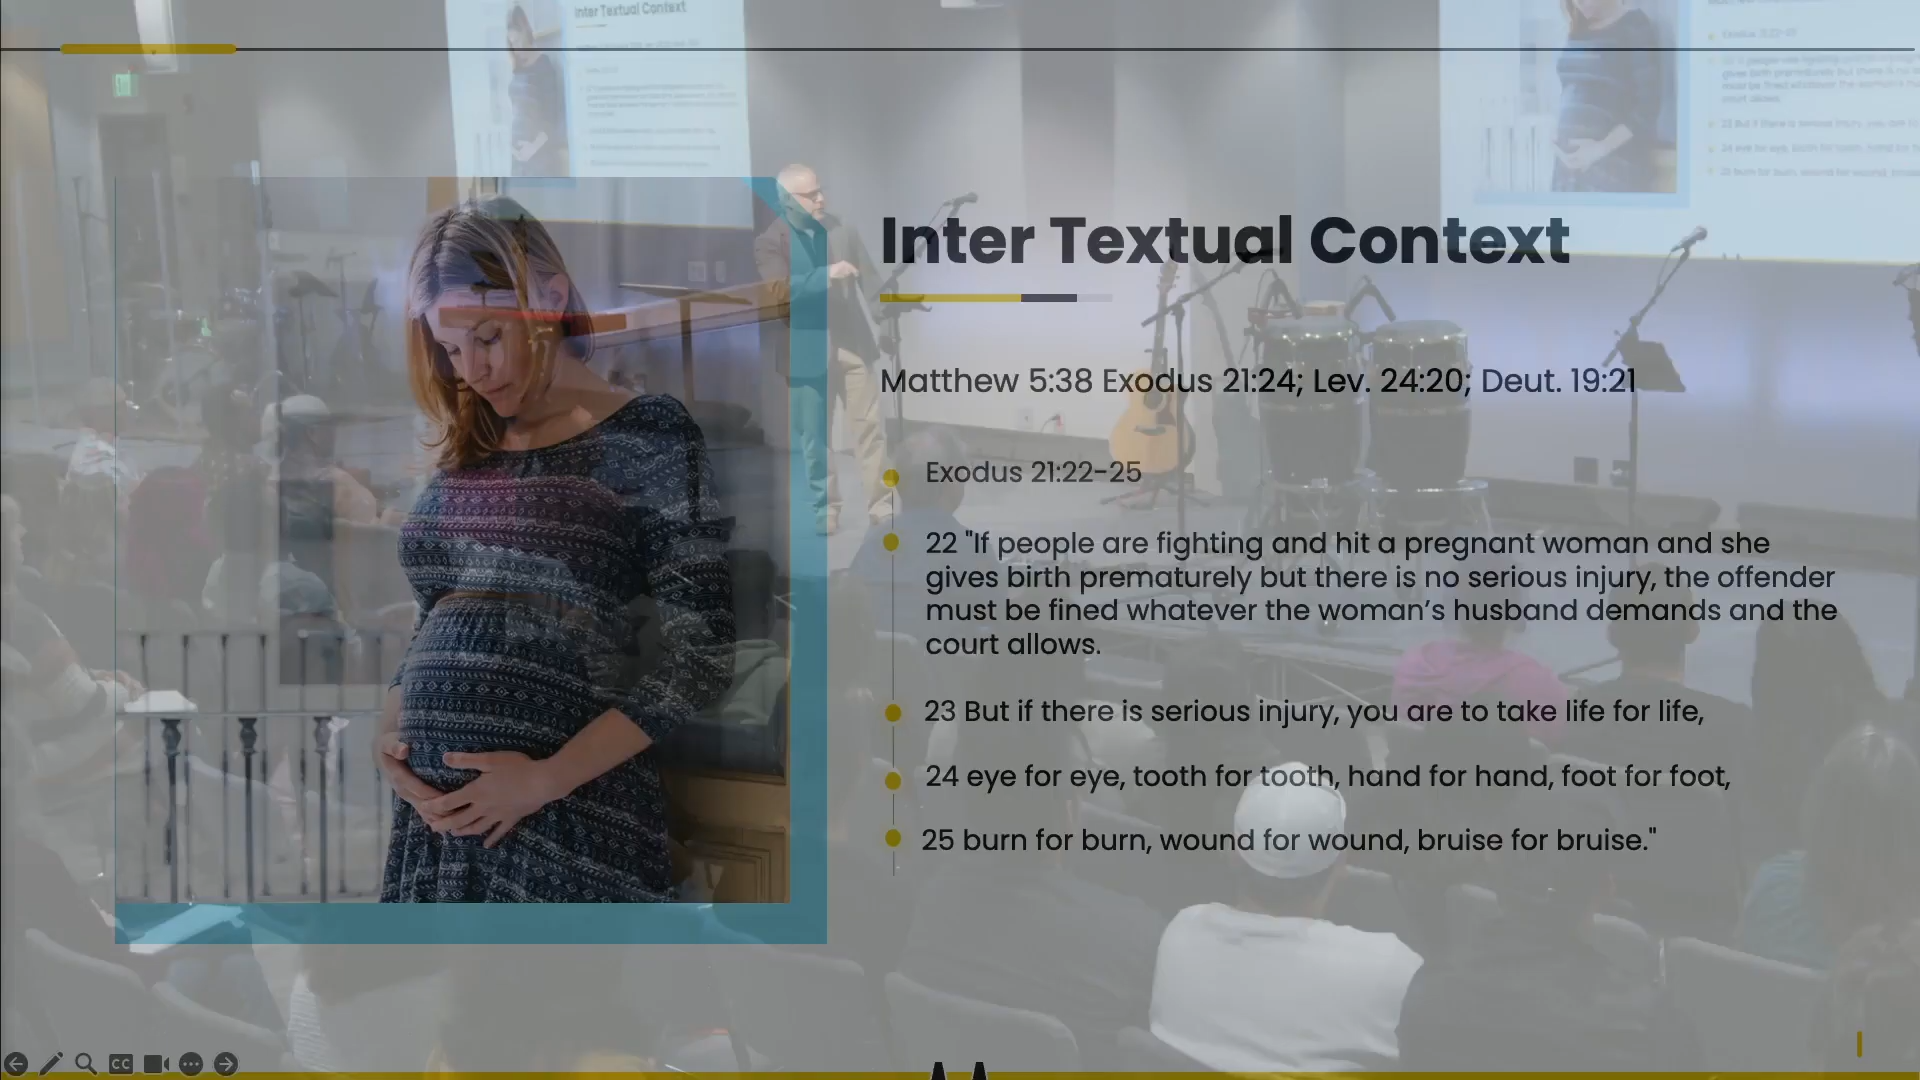 Inter Textual Context
Inter Textual Context
Matthew 5:38 Exodus 21:24; Lev. 24:20; Deut. 19:21
Exodus 21:22-25
22 "If people are fighting and hit a pregnant woman and she
gives birth prematurely but there is no serious injury, the offender
must be fined whatever the woman’s husband demands and the
court allows.
23 But if there is serious injury, you are to take life for life,
24 eye for eye, tooth for tooth, hand for hand, foot for foot,
25 burn for burn, wound for wound, bruise for bruise."
CC